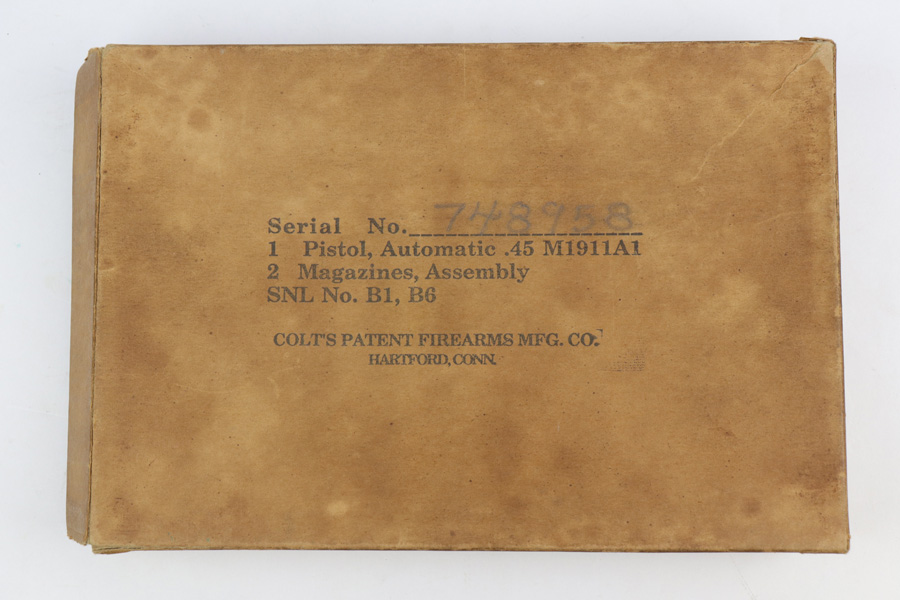 Serial No. 748958
1 Pistol, Automatic .45 M1911A1
2 Magazines, Assembly
SNL No. B1, B6
COLT'S PATENT FIREARMS MFG. CO.
HARTFORD, CONN.